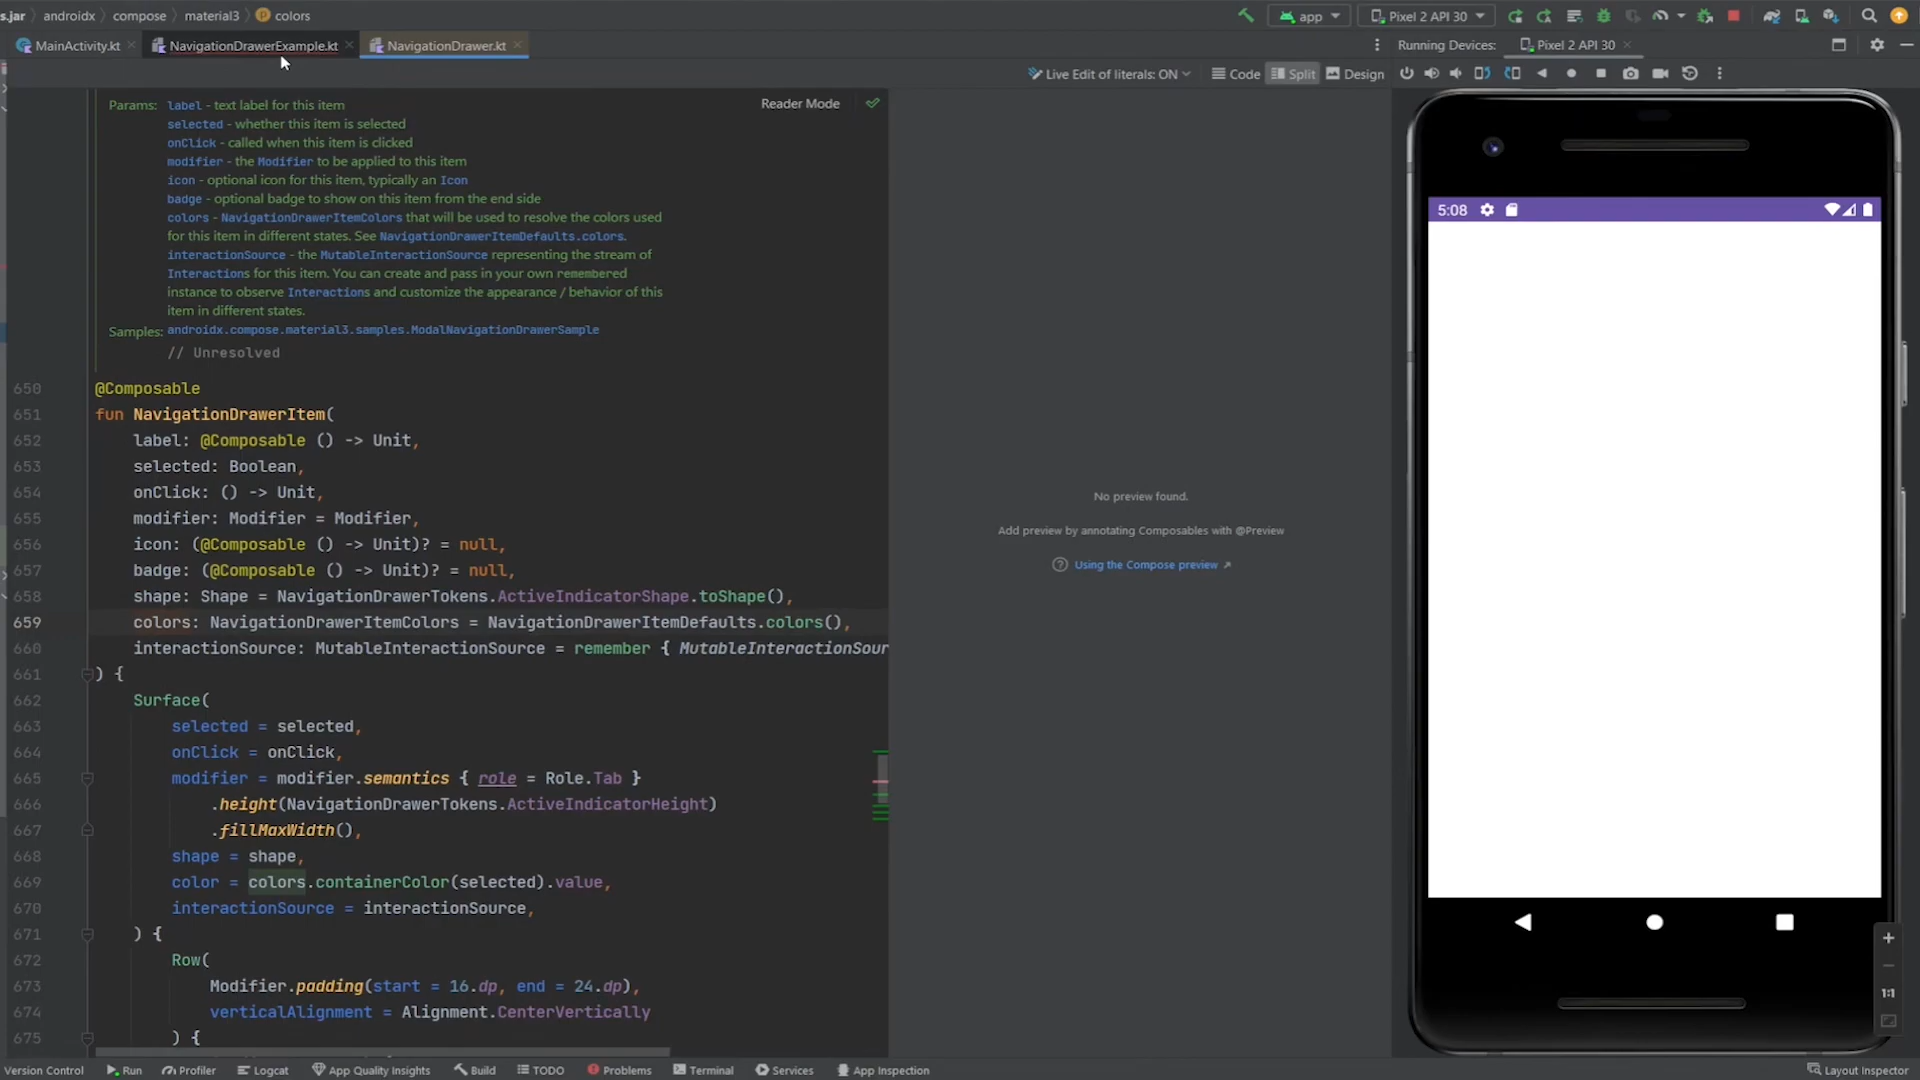 s.jar androidx compose material3 colors
app Pixel 2 API 30
MainActivity.kt NavigationDrawerExample.kt NavigationDrawer.kt
Running Devices: Pixel 2 API 30
Live Edit of literals: ON Code Split Design
Reader Mode
Params: label - text label for this item
selected - whether this item is selected
onClick - called when this item is clicked
modifier - the Modifier to be applied to this item
icon - optional icon for this item, typically an Icon
badge - optional badge to show on this item from the end side
colors - NavigationDrawerItemColors that will be used to resolve the colors used
for this item in different states. See NavigationDrawerItemDefaults.colors.
interactionSource - the MutableInteractionSource representing the stream of
Interactions for this item. You can create and pass in your own remembered
instance to observe Interactions and customize the appearance / behavior of this
item in different states.
Samples: androidx.compose.material3.samples.ModalNavigationDrawerSample
// Unresolved
650 @Composable
651 fun NavigationDrawerItem(
652 label: @Composable () -> Unit,
653 selected: Boolean,
654 onClick: () -> Unit,
655 modifier: Modifier = Modifier,
656 icon: (@Composable () -> Unit)? = null,
657 badge: (@Composable () -> Unit)? = null,
658 shape: Shape = NavigationDrawerTokens.ActiveIndicatorShape.toShape(),
659 colors: NavigationDrawerItemColors = NavigationDrawerItemDefaults.colors(),
660 interactionSource: MutableInteractionSource = remember { MutableInteractionSour
661 ) {
662 Surface(
663 selected = selected,
664 onClick = onClick,
665 modifier = modifier.semantics { role = Role.Tab }
666 .height(NavigationDrawerTokens.ActiveIndicatorHeight)
667 .fillMaxWidth(),
668 shape = shape,
669 color = colors.containerColor(selected).value,
670 interactionSource = interactionSource,
671 ) {
672 Row(
673 Modifier.padding(start = 16.dp, end = 24.dp),
674 verticalAlignment = Alignment.CenterVertically
675 ) {
No preview found.
Add preview by annotating Composables with @Preview
Using the Compose preview
5:08
1:1
Version Control Run Profiler Logcat App Quality Insights Build TODO Problems Terminal Services App Inspection Layout Inspector